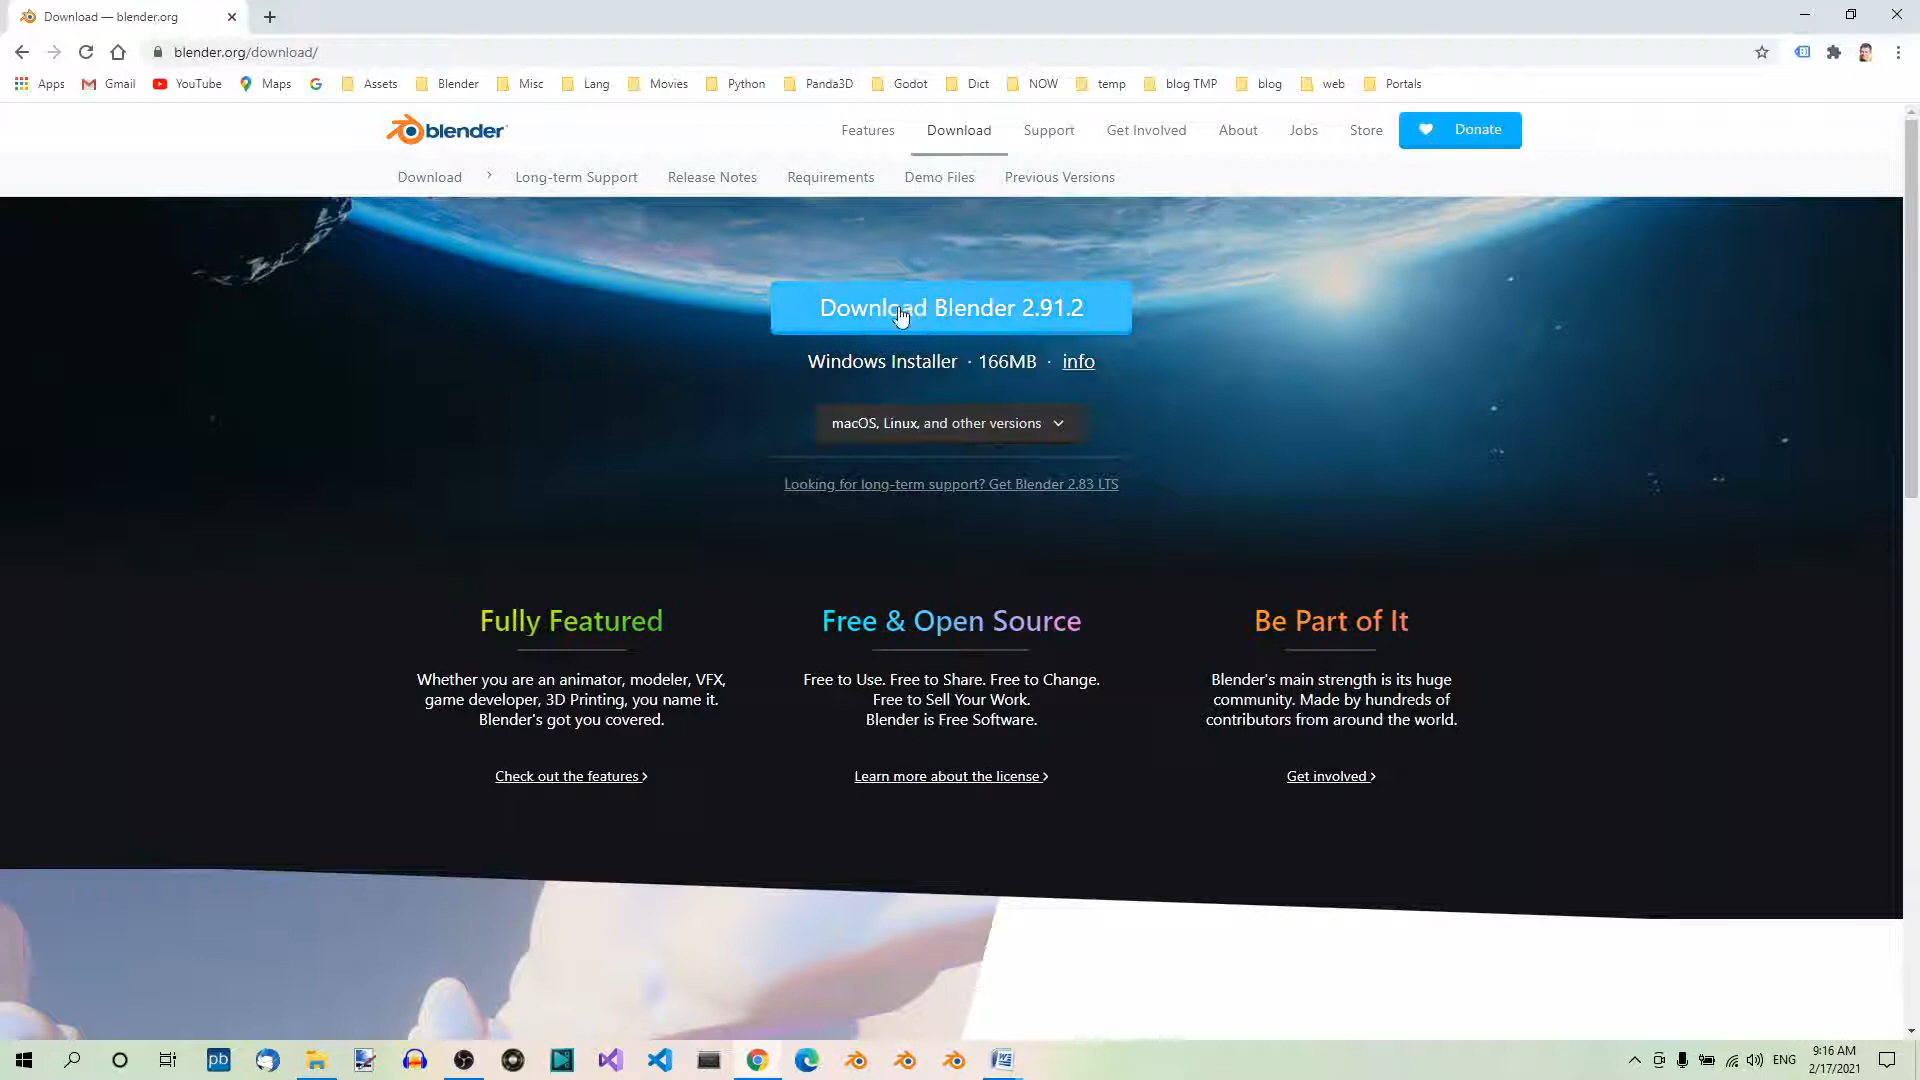 Download — blender.org
blender.org/download/
Apps Gmail YouTube Maps Assets Blender Misc Lang Movies Python Panda3D Godot Dict NOW temp blog TMP blog web Portals
blender
Features Download Support Get Involved About Jobs Store Donate
Download Long-term Support Release Notes Requirements Demo Files Previous Versions
Download Blender 2.91.2
Windows Installer · 166MB · info
macOS, Linux, and other versions
Looking for long-term support? Get Blender 2.83 LTS
Fully Featured
Whether you are an animator, modeler, VFX,
game developer, 3D Printing, you name it.
Blender's got you covered.
Check out the features
Free & Open Source
Free to Use. Free to Share. Free to Change.
Free to Sell Your Work.
Blender is Free Software.
Learn more about the license
Be Part of It
Blender's main strength is its huge
community. Made by hundreds of
contributors from around the world.
Get involved
pb
ENG
9:16 AM
2/17/2021